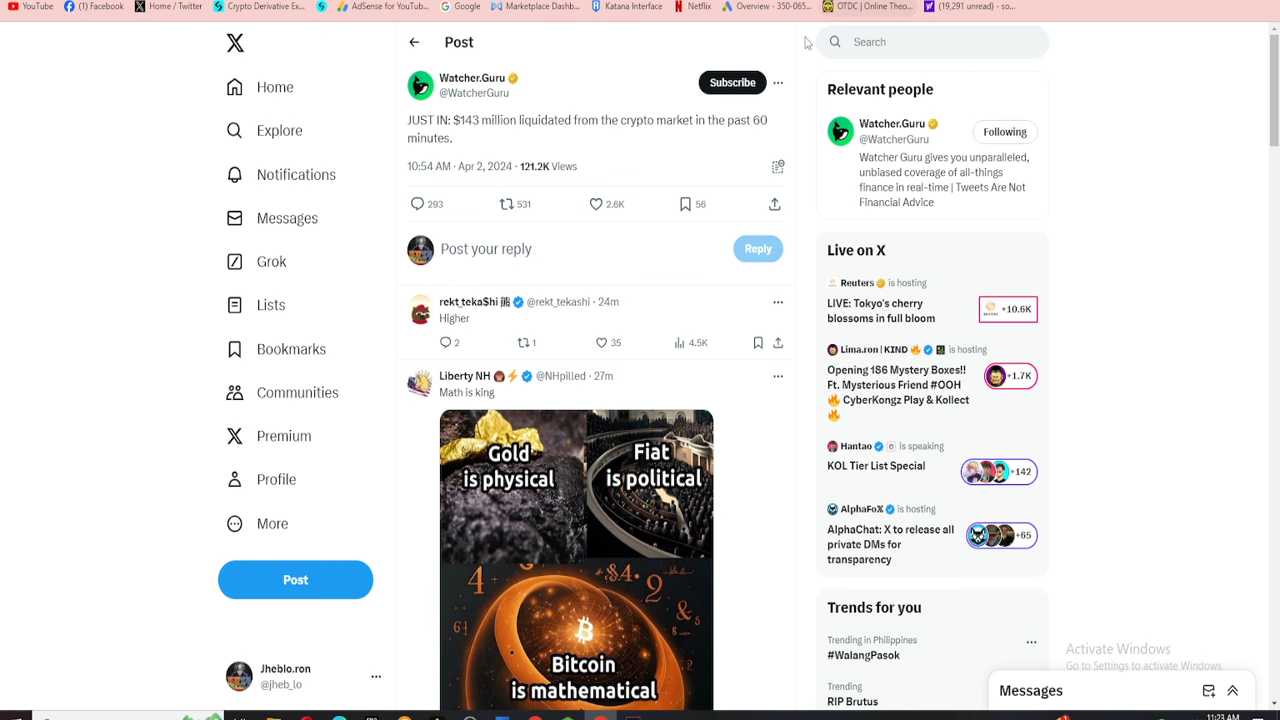 YouTube
(1) Facebook
Home / Twitter
Crypto Derivative Ex...
AdSense for YouTub...
Google
Marketplace Dashb...
Katana Interface
Netflix
Overview - 350-065...
OTDC | Online Theo...
(19,291 unread) - so...
Home
Explore
Notifications
Messages
Grok
Lists
Bookmarks
Communities
Premium
Profile
More
Post
Jheblo.ron
@jheb_lo
Post
Watcher.Guru
@WatcherGuru
Subscribe
JUST IN: $143 million liquidated from the crypto market in the past 60
minutes.
10:54 AM · Apr 2, 2024 · 121.2K Views
293 531 2.6K 56
Post your reply
Reply
rekt_teka$hi 熊 @rekt_tekashi · 24m
Higher
2 1 35 4.5K
Liberty NH @NHpilled · 27m
Math is king
Gold
is physical
Fiat
is political
Bitcoin
is mathematical
Search
Relevant people
Watcher.Guru
@WatcherGuru
Following
Watcher Guru gives you unparalleled,
unbiased coverage of all-things
finance in real-time | Tweets Are Not
Financial Advice
Live on X
Reuters is hosting
LIVE: Tokyo's cherry
blossoms in full bloom
+10.6K
Lima.ron | KIND is hosting
Opening 186 Mystery Boxes!!
Ft. Mysterious Friend #OOH
CyberKongz Play & Kollect
+1.7K
Hantao is speaking
KOL Tier List Special
+142
AlphaFoX is hosting
AlphaChat: X to release all
private DMs for
transparency
+65
Trends for you
Trending in Philippines
#WalangPasok
Trending
RIP Brutus
Activate Windows
Go to Settings to activate Windows.
Messages
11:23 AM